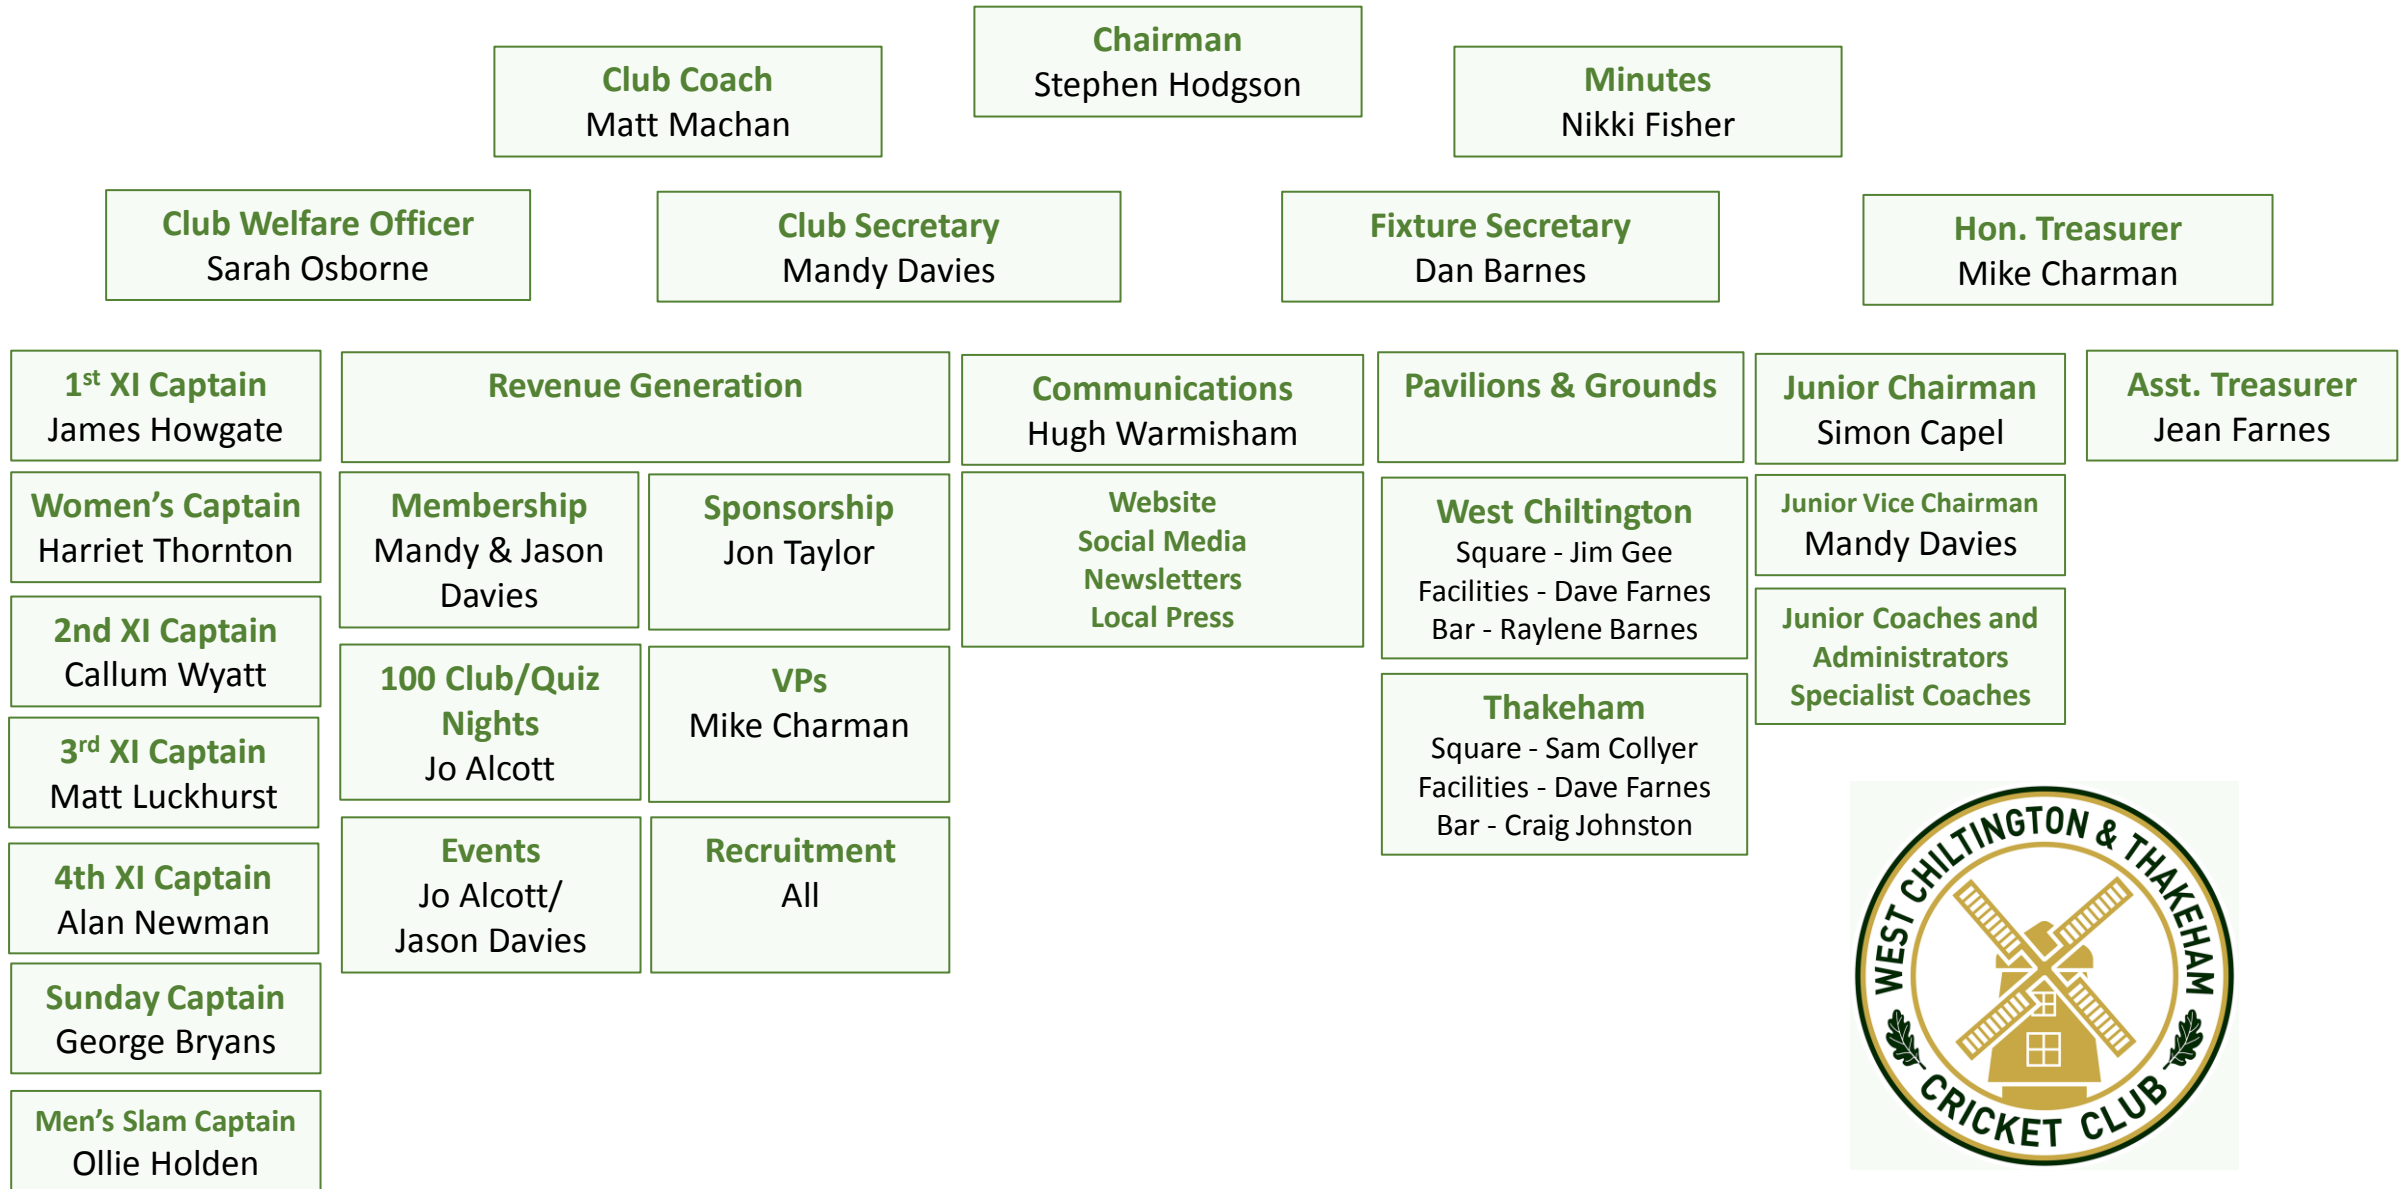 Chairman
Stephen Hodgson
Club Coach
Matt Machan
Minutes
Nikki Fisher
Club Welfare Officer
Sarah Osborne
Club Secretary
Mandy Davies
Fixture Secretary
Dan Barnes
Hon. Treasurer
Mike Charman
1st XI Captain
James Howgate
Women's Captain
Harriet Thornton
2nd XI Captain
Callum Wyatt
3rd XI Captain
Matt Luckhurst
4th XI Captain
Alan Newman
Sunday Captain
George Bryans
Men's Slam Captain
Ollie Holden
Revenue Generation
Membership
Mandy & Jason
Davies
Sponsorship
Jon Taylor
100 Club/Quiz
Nights
Jo Alcott
VPs
Mike Charman
Events
Jo Alcott/
Jason Davies
Recruitment
All
Communications
Hugh Warmisham
Website
Social Media
Newsletters
Local Press
Pavilions & Grounds
West Chiltington
Square - Jim Gee
Facilities - Dave Farnes
Bar - Raylene Barnes
Thakeham
Square - Sam Collyer
Facilities - Dave Farnes
Bar - Craig Johnston
Junior Chairman
Simon Capel
Junior Vice Chairman
Mandy Davies
Junior Coaches and
Administrators
Specialist Coaches
Asst. Treasurer
Jean Farnes
WEST CHILTINGTON & THAKEHAM
CRICKET CLUB